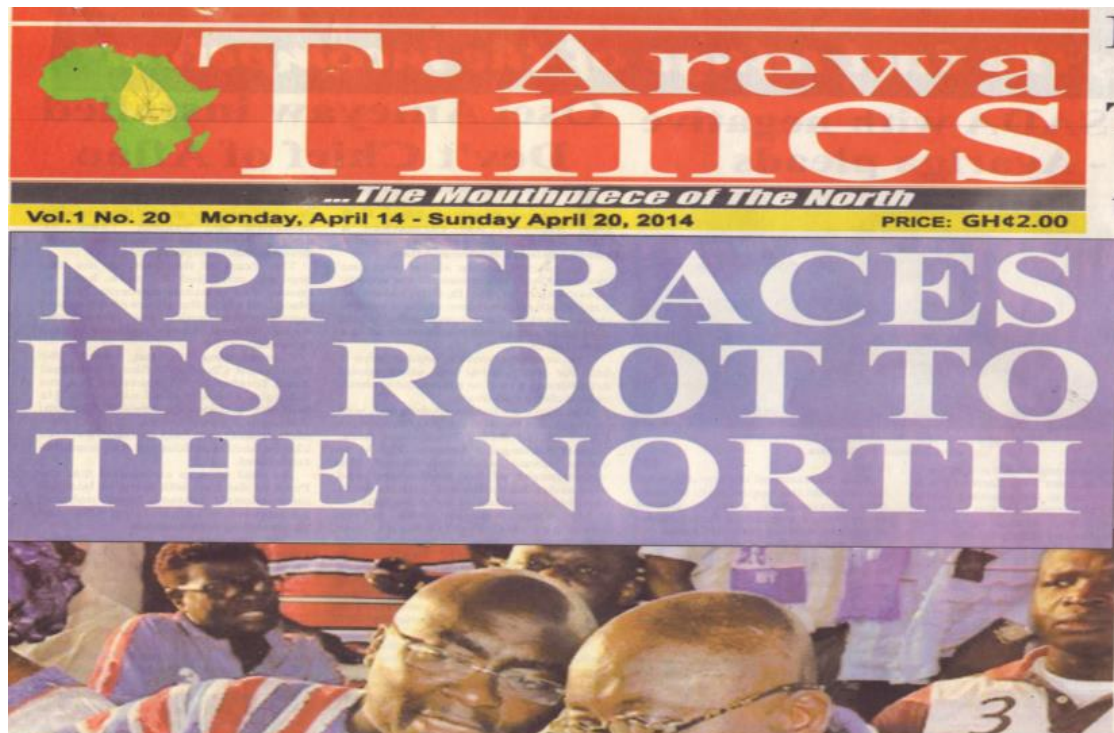 Arewa
Times
...The Mouthpiece of The North
Vol.1 No. 20 Monday, April 14 - Sunday April 20, 2014 PRICE: GH¢2.00
NPP TRACES
ITS ROOT TO
THE NORTH
3